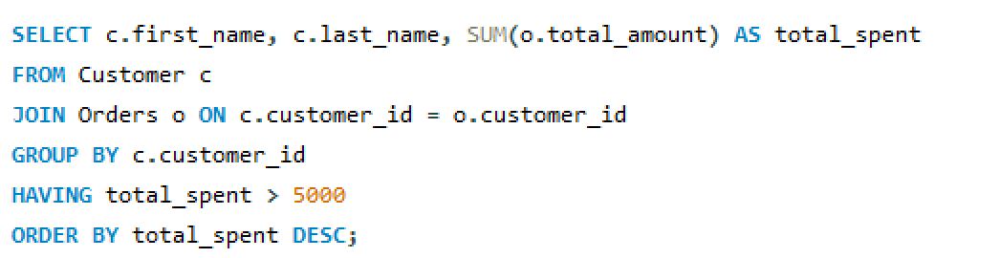 SELECT c.first_name, c.last_name, SUM(o.total_amount) AS total_spent
FROM Customer c
JOIN Orders o ON c.customer_id = o.customer_id
GROUP BY c.customer_id
HAVING total_spent > 5000
ORDER BY total_spent DESC;